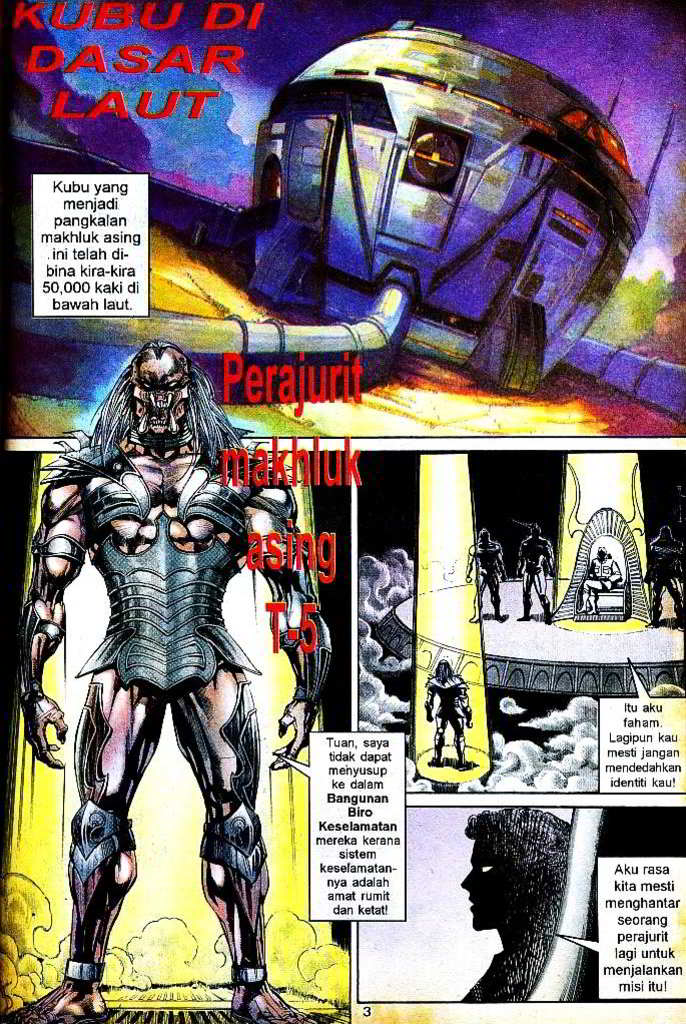 KUBU DI
DASAR
LAUT
Kubu yang
menjadi
pangkalan
makhluk asing
ini telah di-
bina kira-kira
50,000 kaki di
bawah laut.
Perajurit
makhluk
asing
T-5
Tuan, saya
tidak dapat
menyusup
ke dalam
Bangunan
Biro
Keselamatan
mereka kerana
sistem
keselamatan-
nya adalah
amat rumit
dan ketat!
Itu aku
faham.
Lagipun kau
mesti jangan
mendedahkan
identiti kau!
Aku rasa
kita mesti
menghantar
seorang
perajurit
lagi untuk
menjalankan
misi itu!
3